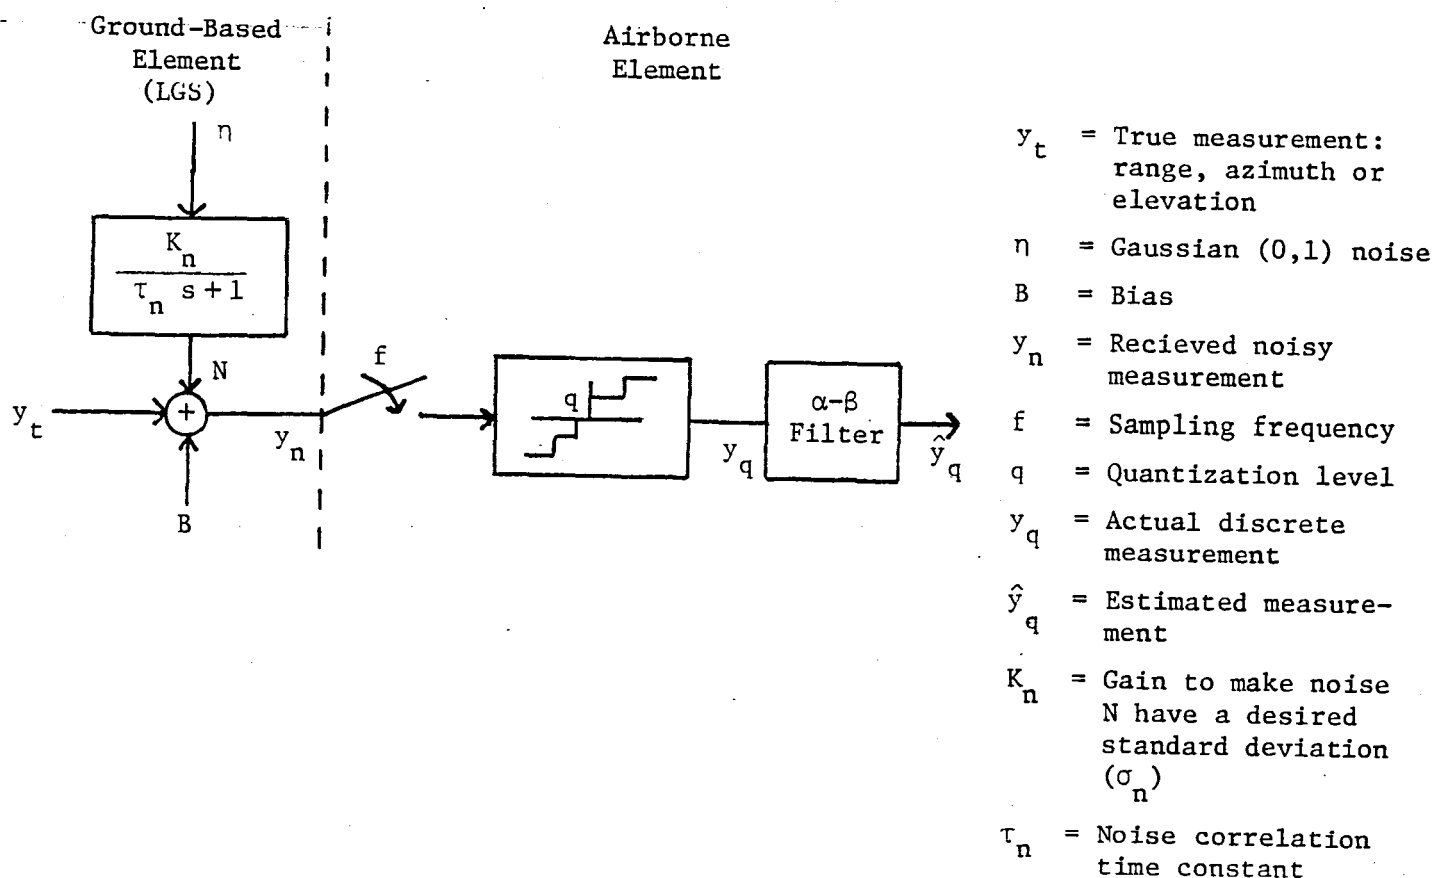 Ground-Based
Element
(LGS)
Airborne
Element
η
K_n
τ_n s+1
N
f
y_t
+
y_n
B
q
y_q
α-β
Filter
ŷ_q
y_t = True measurement:
range, azimuth or
elevation
η = Gaussian (0,1) noise
B = Bias
y_n = Recieved noisy
measurement
f = Sampling frequency
q = Quantization level
y_q = Actual discrete
measurement
ŷ_q = Estimated measure-
ment
K_n = Gain to make noise
N have a desired
standard deviation
(σ_n)
τ_n = Noise correlation
time constant